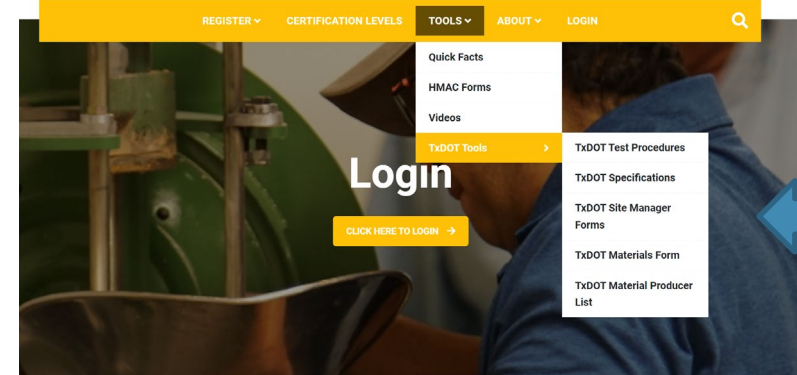 REGISTER CERTIFICATION LEVELS TOOLS ABOUT LOGIN
Quick Facts
HMAC Forms
Videos
TxDOT Tools
TxDOT Test Procedures
TxDOT Specifications
TxDOT Site Manager
Forms
TxDOT Materials Form
TxDOT Material Producer
List
Login
CLICK HERE TO LOGIN